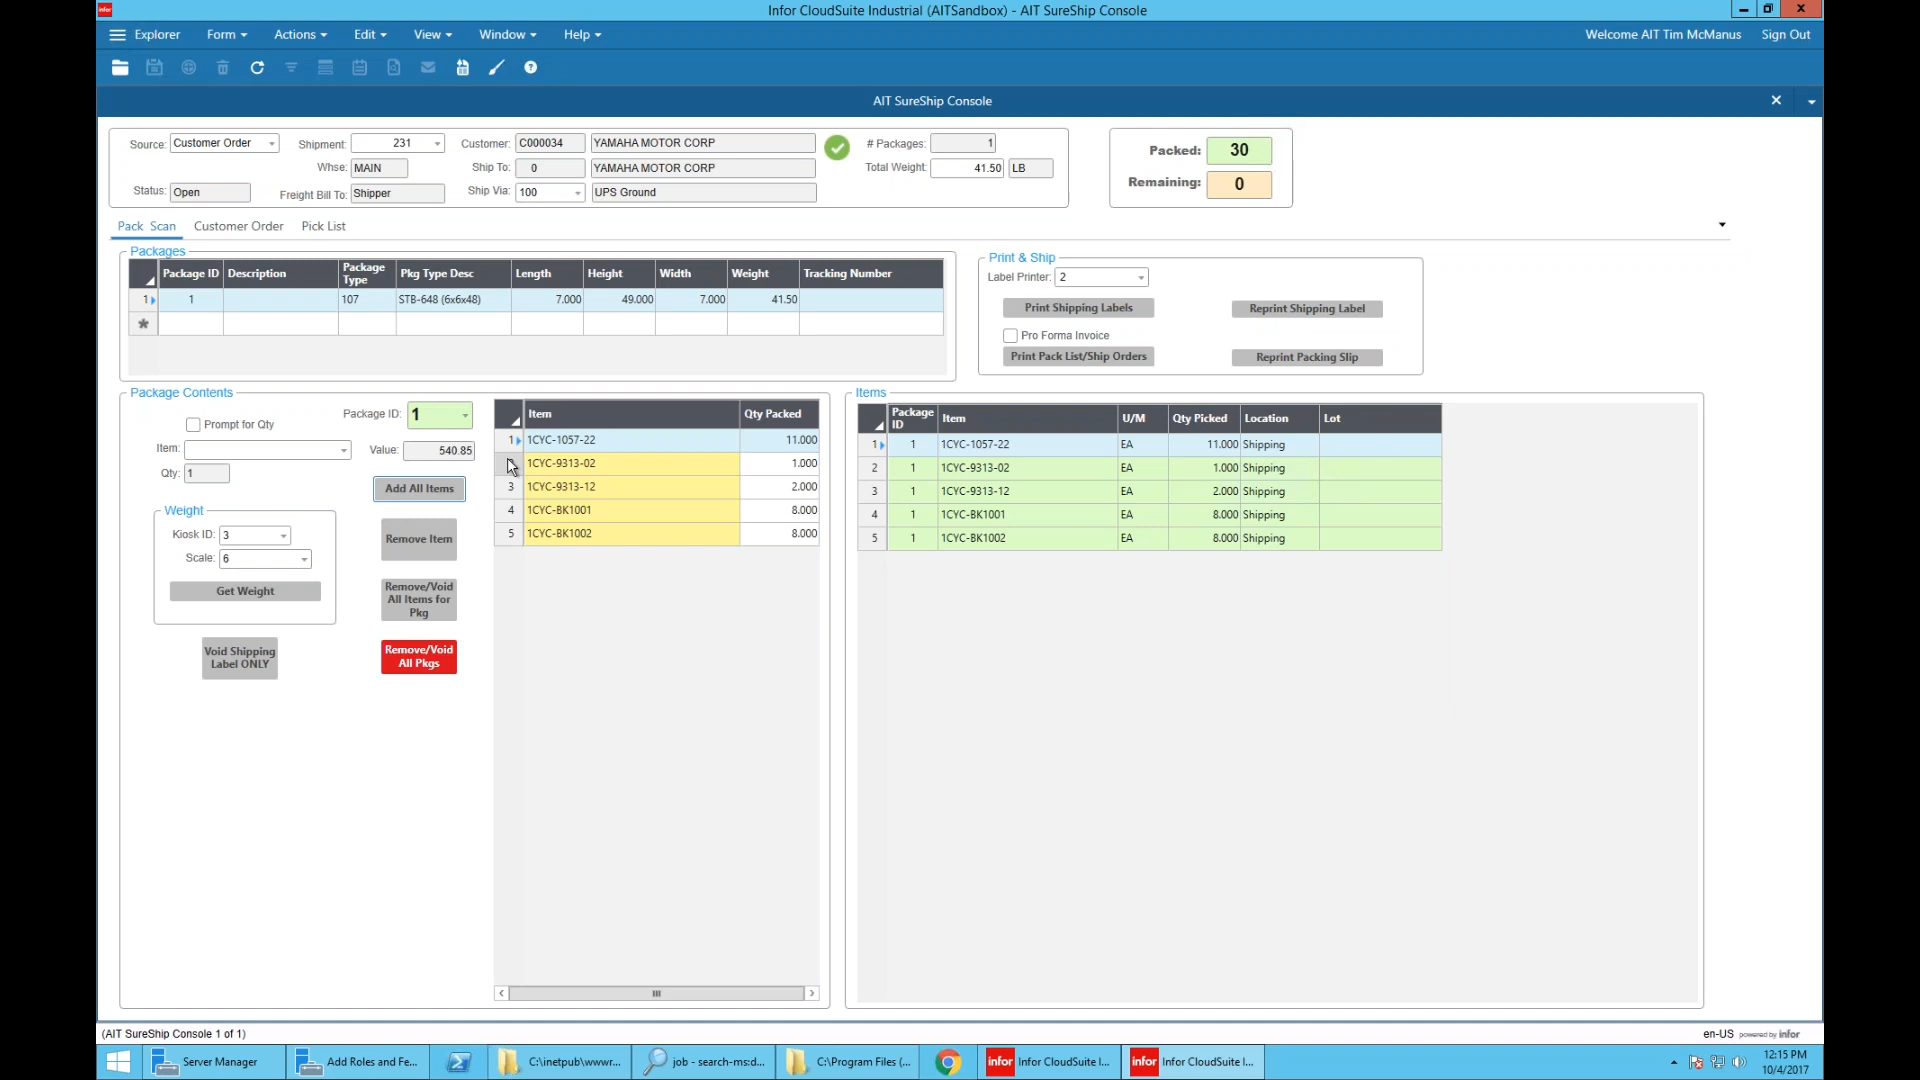 infor
Infor CloudSuite Industrial (AITSandbox) - AIT SureShip Console
Explorer Form Actions Edit View Window Help Welcome AIT Tim McManus Sign Out
AIT SureShip Console
Source: Customer Order Shipment: 231 Customer: C000034 YAMAHA MOTOR CORP # Packages: 1 Packed: 30
Whse: MAIN Ship To: 0 YAMAHA MOTOR CORP Total Weight: 41.50 LB Remaining: 0
Status: Open Freight Bill To: Shipper Ship Via: 100 UPS Ground
Pack Scan Customer Order Pick List
Packages
Package ID Description Package Type Pkg Type Desc Length Height Width Weight Tracking Number
1 1 107 STB-648 (6x6x48) 7.000 49.000 7.000 41.50
*
Print & Ship
Label Printer: 2
Print Shipping Labels Reprint Shipping Label
Pro Forma Invoice
Print Pack List/Ship Orders Reprint Packing Slip
Package Contents
Prompt for Qty Package ID: 1
Item: Value: 540.85
Qty: 1
Add All Items
Weight
Kiosk ID: 3
Scale: 6
Get Weight
Remove Item
Remove/Void
All Items for
Pkg
Void Shipping
Label ONLY
Remove/Void
All Pkgs
Item Qty Packed
1 1CYC-1057-22 11.000
1CYC-9313-02 1.000
3 1CYC-9313-12 2.000
4 1CYC-BK1001 8.000
5 1CYC-BK1002 8.000
Items
Package ID Item U/M Qty Picked Location Lot
1 1 1CYC-1057-22 EA 11.000 Shipping
2 1 1CYC-9313-02 EA 1.000 Shipping
3 1 1CYC-9313-12 EA 2.000 Shipping
4 1 1CYC-BK1001 EA 8.000 Shipping
5 1 1CYC-BK1002 EA 8.000 Shipping
(AIT SureShip Console 1 of 1) en-US powered by infor
Server Manager Add Roles and Fe... C:\inetpub\wwwr... job - search-ms:d... C:\Program Files (... infor Infor CloudSuite I... infor Infor CloudSuite I... 12:15 PM
10/4/2017